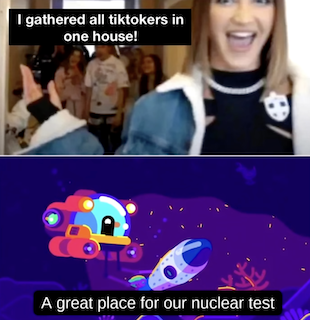 I gathered all tiktokers in
one house!
A great place for our nuclear test